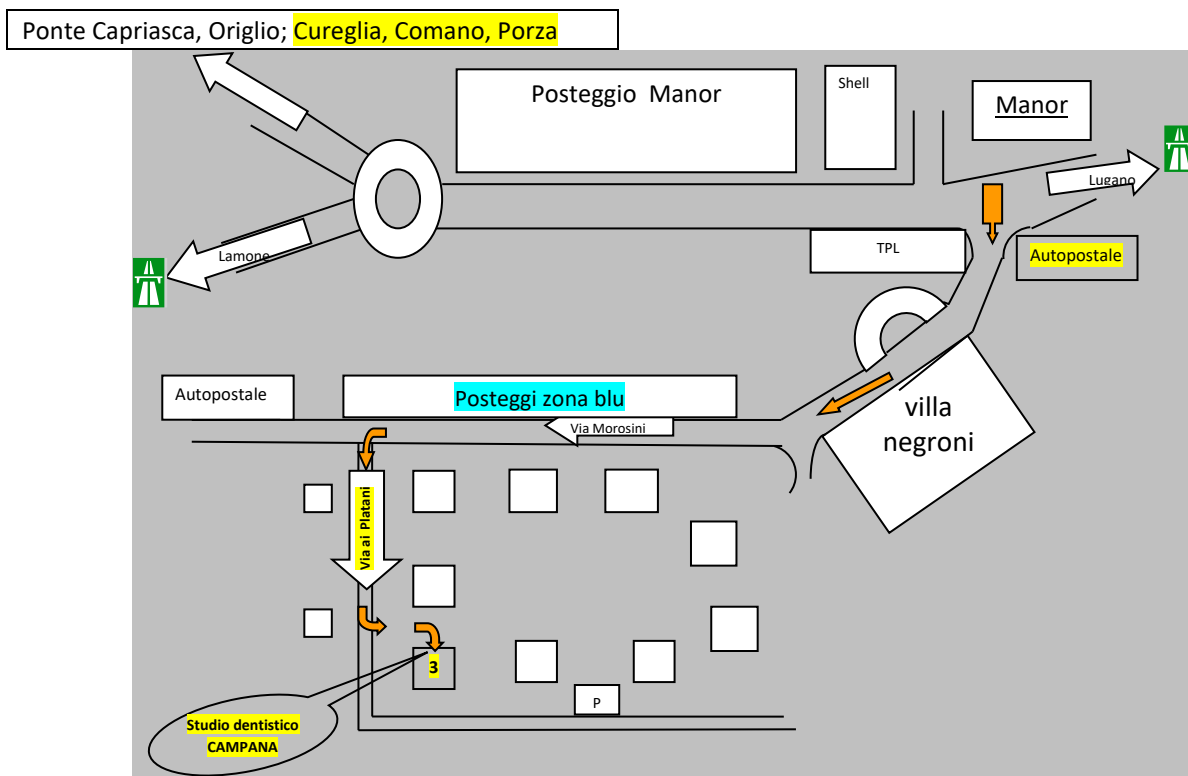 Ponte Capriasca, Origlio; Cureglia, Comano, Porza
Posteggio Manor
Shell
Manor
Lugano
Lamone
TPL
Autopostale
Autopostale
Posteggi zona blu
Via Morosini
villa
negroni
Via ai Platani
3
P
Studio dentistico
CAMPANA